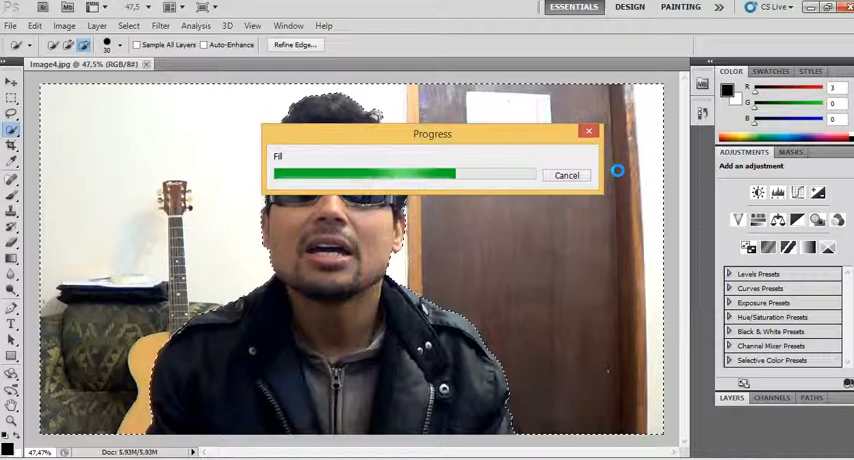 Ps Br Mb 47,5 ESSENTIALS DESIGN PAINTING CS Live
File Edit Image Layer Select Filter Analysis 3D View Window Help
30 Sample All Layers Auto-Enhance Refine Edge...
Image4.jpg @ 47,5% (RGB/8#)
COLOR SWATCHES STYLES
R 3
G 0
B 0
Progress
Fill
Cancel
ADJUSTMENTS MASKS
Add an adjustment
Levels Presets
Curves Presets
Exposure Presets
Hue/Saturation Presets
Black & White Presets
Channel Mixer Presets
Selective Color Presets
LAYERS CHANNELS PATHS
47,47% Doc: 5.93M/5.93M